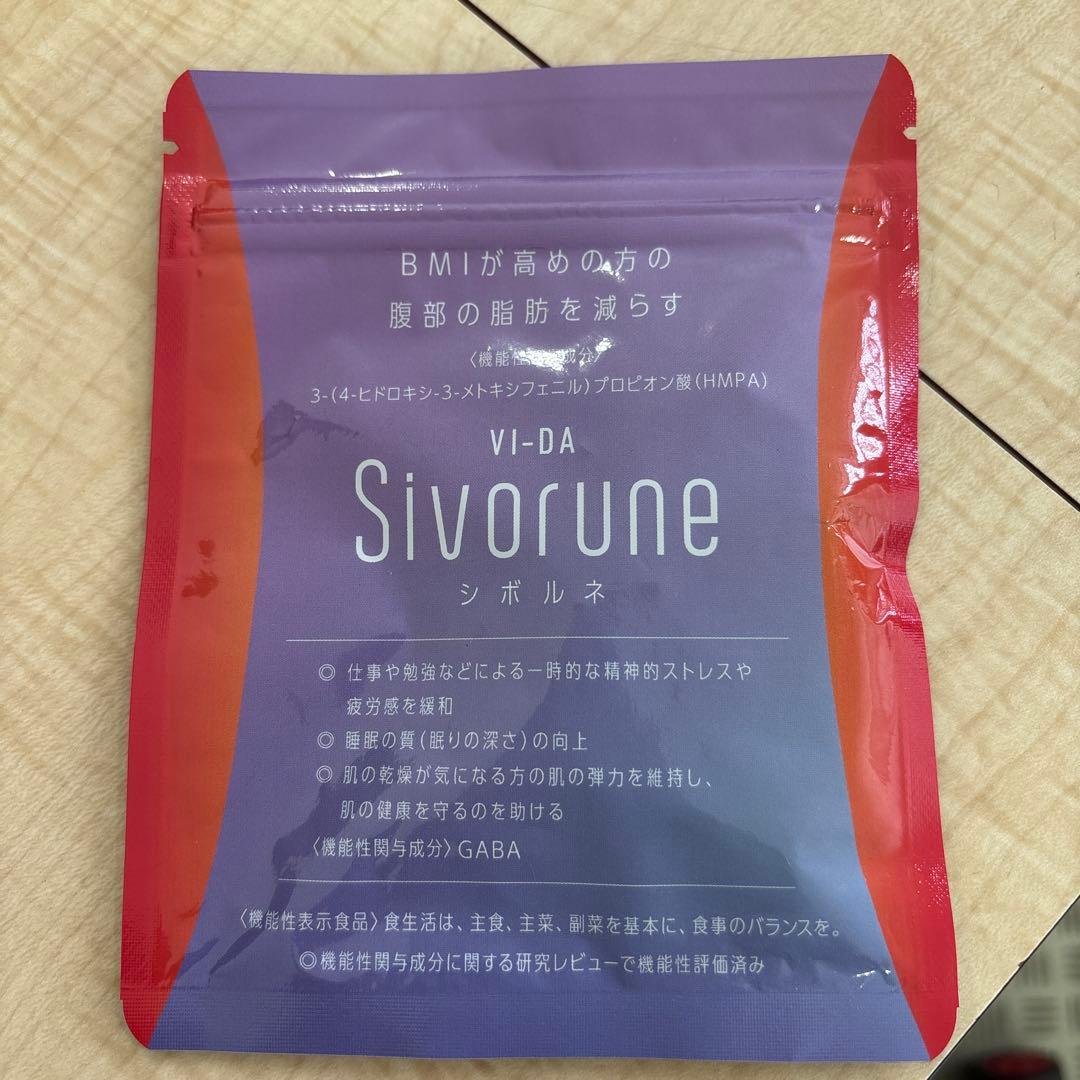 BMIが高めの方の
腹部の脂肪を減らす
〈機能性 成分〉
3-(4-ヒドロキシ-3-メトキシフェニル)プロピオン酸(HMPA)
VI-DA
Sivorune
シボルネ
◎ 仕事や勉強などによる一時的な精神的ストレスや
疲労感を緩和
◎ 睡眠の質(眠りの深さ)の向上
◎ 肌の乾燥が気になる方の肌の弾力を維持し、
肌の健康を守るのを助ける
〈機能性関与成分〉GABA
〈機能性表示食品〉食生活は、主食、主菜、副菜を基本に、食事のバランスを。
◎機能性関与成分に関する研究レビューで機能性評価済み